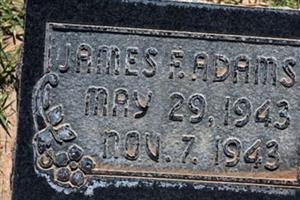 JAMES F. ADAMS
MAY 29, 1943
NOV. 7, 1943